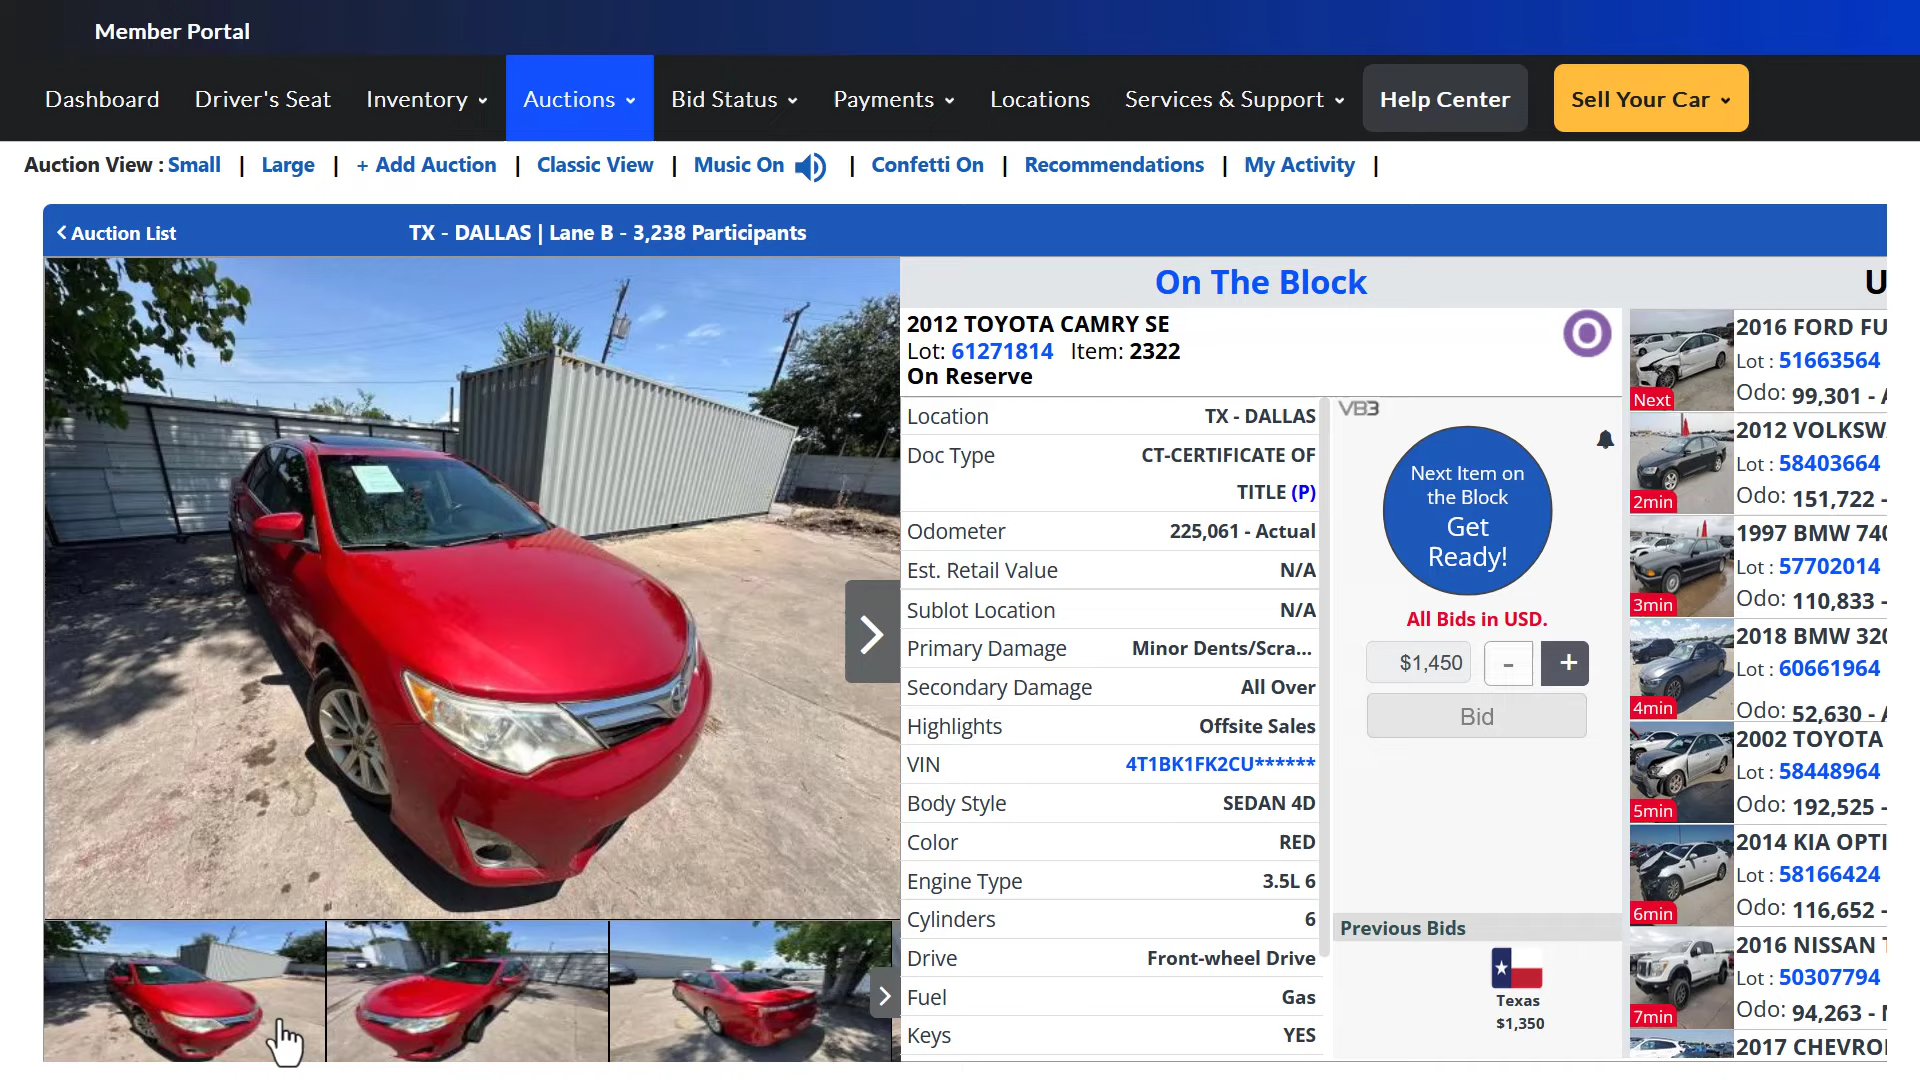 Member Portal
Dashboard Driver's Seat Inventory Auctions Bid Status Payments Locations Services & Support Help Center Sell Your Car
Auction View : Small | Large | + Add Auction | Classic View | Music On | Confetti On | Recommendations | My Activity |
Auction List
TX - DALLAS | Lane B - 3,238 Participants
On The Block
2012 TOYOTA CAMRY SE
Lot: 61271814 Item: 2322
On Reserve
Location TX - DALLAS
Doc Type CT-CERTIFICATE OF
TITLE (P)
Odometer 225,061 - Actual
Est. Retail Value N/A
Sublot Location N/A
Primary Damage Minor Dents/Scra...
Secondary Damage All Over
Highlights Offsite Sales
VIN 4T1BK1FK2CU******
Body Style SEDAN 4D
Color RED
Engine Type 3.5L 6
Cylinders 6
Drive Front-wheel Drive
Fuel Gas
Keys YES
VB3
Next Item on
the Block
Get
Ready!
All Bids in USD.
$1,450 - +
Bid
Previous Bids
Texas
$1,350
U
2016 FORD FU
Lot : 51663564
Odo: 99,301 - A
Next
2012 VOLKSW
Lot : 58403664
Odo: 151,722 -
2min
1997 BMW 740
Lot : 57702014
Odo: 110,833 -
3min
2018 BMW 320
Lot : 60661964
Odo: 52,630 - A
4min
2002 TOYOTA
Lot : 58448964
Odo: 192,525 -
5min
2014 KIA OPTI
Lot : 58166424
Odo: 116,652 -
6min
2016 NISSAN T
Lot : 50307794
Odo: 94,263 - N
7min
2017 CHEVROL